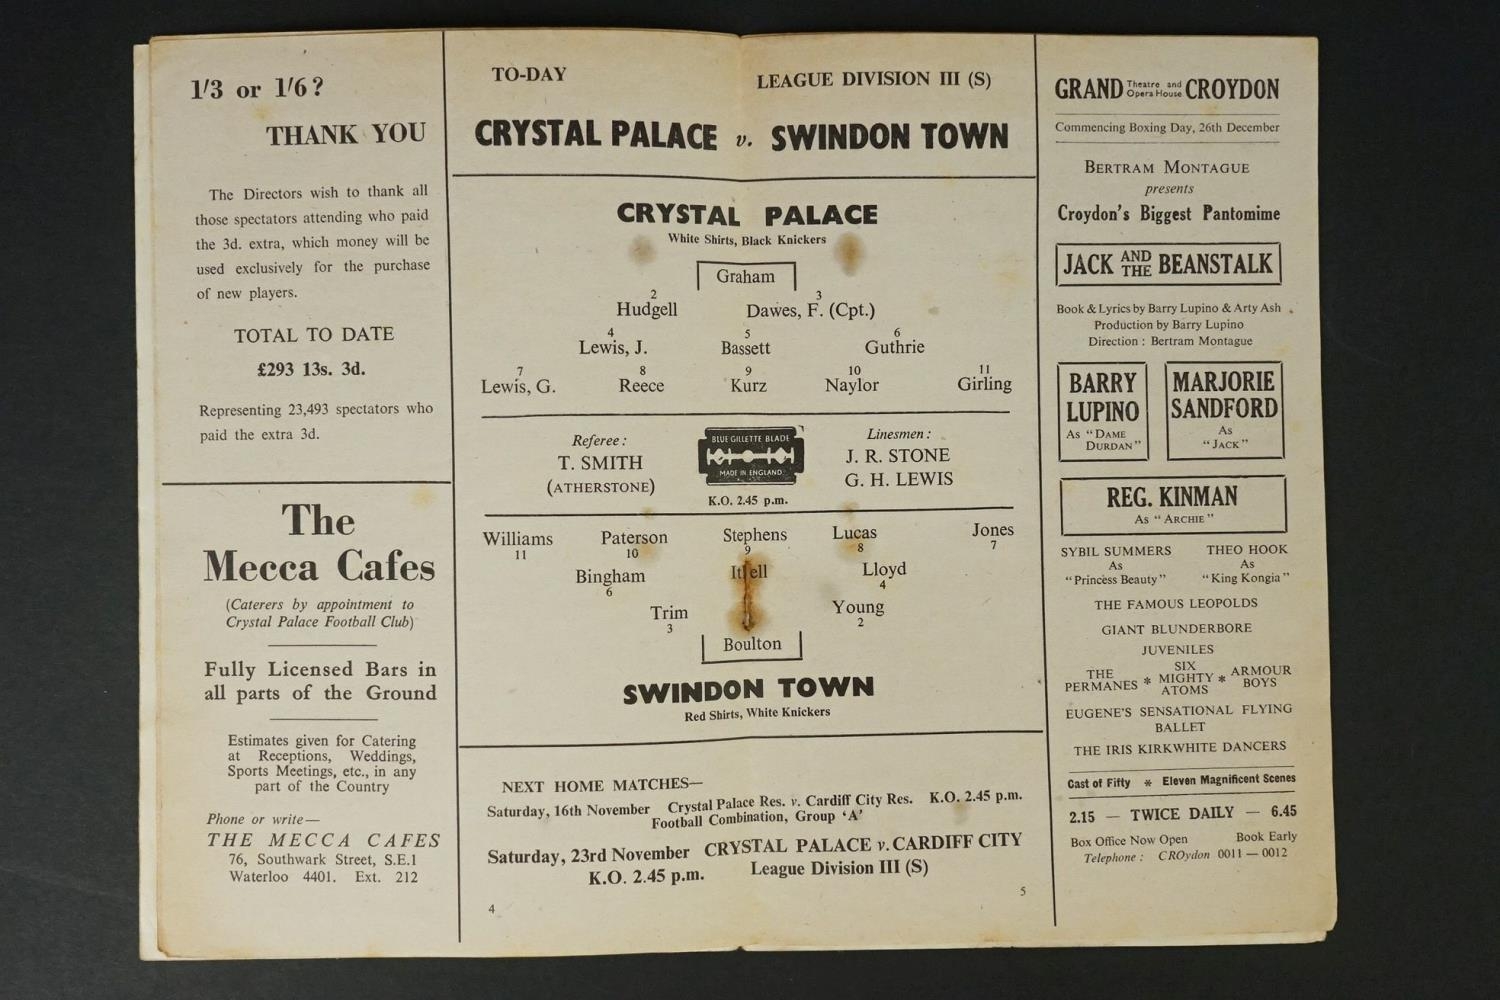 1/3 or 1/6?
THANK YOU
The Directors wish to thank all
those spectators attending who paid
the 3d. extra, which money will be
used exclusively for the purchase
of new players.
TOTAL TO DATE
£293 13s. 3d.
Representing 23,493 spectators who
paid the extra 3d.
The
Mecca Cafes
(Caterers by appointment to
Crystal Palace Football Club)
Fully Licensed Bars in
all parts of the Ground
Estimates given for Catering
at Receptions, Weddings,
Sports Meetings, etc., in any
part of the Country
Phone or write—
THE MECCA CAFES
76, Southwark Street, S.E.1
Waterloo 4401. Ext. 212
TO-DAY LEAGUE DIVISION III (S)
CRYSTAL PALACE v. SWINDON TOWN
CRYSTAL PALACE
White Shirts, Black Knickers
Graham
2 3
Hudgell Dawes, F. (Cpt.)
4 5 6
Lewis, J. Bassett Guthrie
7 8 9 10 11
Lewis, G. Reece Kurz Naylor Girling
Referee :
T. SMITH
(ATHERSTONE)
BLUE GILLETTE BLADE
MADE IN ENGLAND
K.O. 2.45 p.m.
Linesmen :
J. R. STONE
G. H. LEWIS
Williams Paterson Stephens Lucas Jones
11 10 9 8 7
Bingham Lloyd
6 4
Trim Young
3 2
Boulton
SWINDON TOWN
Red Shirts, White Knickers
NEXT HOME MATCHES—
Saturday, 16th November Crystal Palace Res. v. Cardiff City Res. K.O. 2.45 p.m.
Football Combination, Group ‘A’
Saturday, 23rd November CRYSTAL PALACE v. CARDIFF CITY
K.O. 2.45 p.m. League Division III (S)
4
5
GRAND Theatre and Opera House CROYDON
Commencing Boxing Day, 26th December
BERTRAM MONTAGUE
presents
Croydon's Biggest Pantomime
JACK AND THE BEANSTALK
Book & Lyrics by Barry Lupino & Arty Ash
Production by Barry Lupino
Direction : Bertram Montague
BARRY
LUPINO
As "DAME
DURDAN"
MARJORIE
SANDFORD
As
"JACK"
REG. KINMAN
As "ARCHIE"
SYBIL SUMMERS
As
"Princess Beauty"
THEO HOOK
As
"King Kongia"
THE FAMOUS LEOPOLDS
GIANT BLUNDERBORE
JUVENILES
THE PERMANES * SIX MIGHTY ATOMS * ARMOUR BOYS
EUGENE'S SENSATIONAL FLYING
BALLET
THE IRIS KIRKWHITE DANCERS
Cast of Fifty * Eleven Magnificent Scenes
2.15 — TWICE DAILY — 6.45
Box Office Now Open Book Early
Telephone : CROydon 0011 — 0012